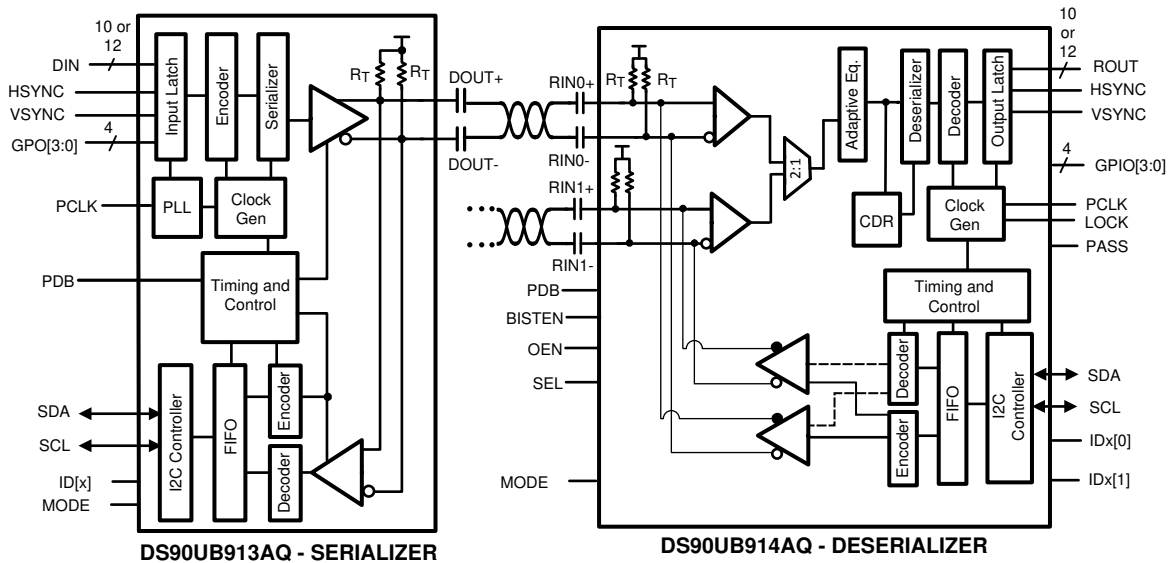 10 or
12
DIN
HSYNC
VSYNC
4
GPO[3:0]
PCLK
PDB
SDA
SCL
ID[x]
MODE
Input Latch
Encoder
Serializer
RT
RT
PLL
Clock
Gen
Timing and
Control
I2C Controller
FIFO
Encoder
Decoder
DS90UB913AQ - SERIALIZER
DOUT+
DOUT-
RIN0+
RIN0-
RIN1+
RIN1-
PDB
BISTEN
OEN
SEL
MODE
RT
RT
2:1
Adaptive Eq.
Deserializer
Decoder
Output Latch
CDR
Clock
Gen
Timing and
Control
Decoder
Encoder
FIFO
I2C
Controller
10
or
12
ROUT
HSYNC
VSYNC
4
GPIO[3:0]
PCLK
LOCK
PASS
SDA
SCL
IDx[0]
IDx[1]
DS90UB914AQ - DESERIALIZER